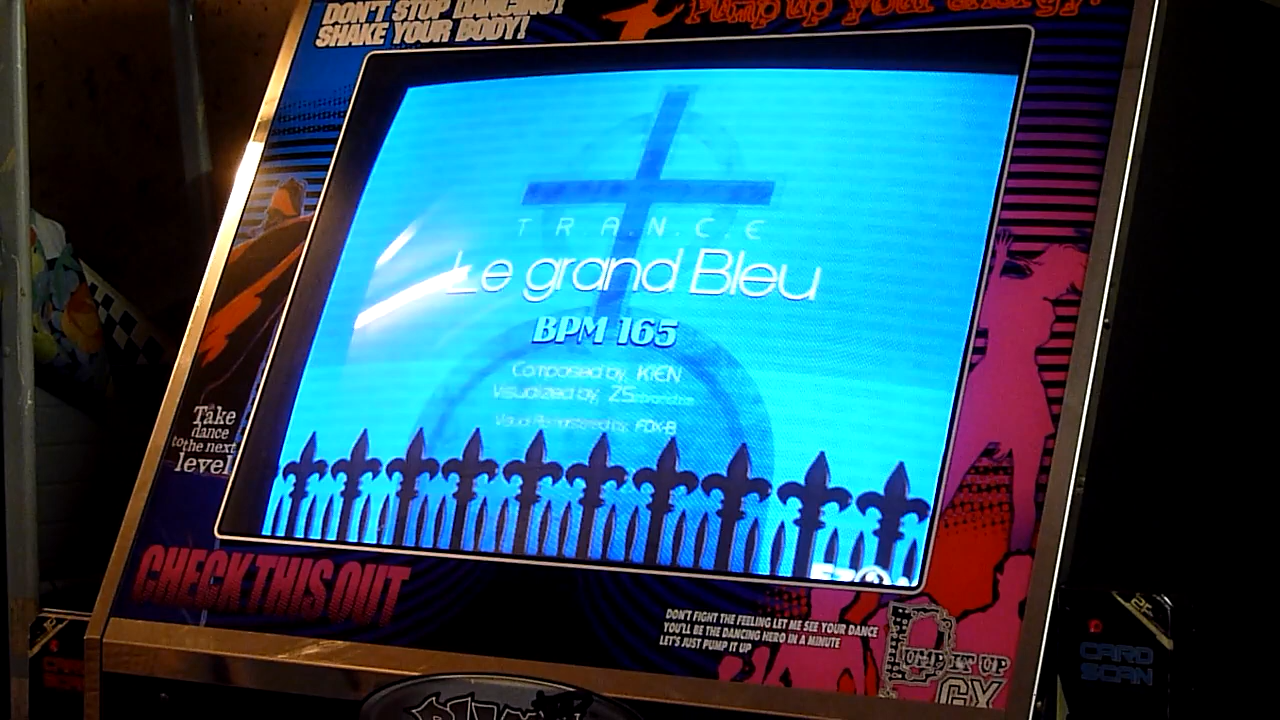 DON'T STOP DANCING!
SHAKE YOUR BODY!
Pump up your energy!
T.R.A.N.C.E
Le grand Bleu
BPM 165
Composed by. KIEN
Visualized by. Z5
Visual Remastered by. FOX-B
Take
dance
to the next
level
CHECK THIS OUT
DON'T FIGHT THE FEELING LET ME SEE YOUR DANCE
YOU'LL BE THE DANCING HERO IN A MINUTE
LET'S JUST PUMP IT UP
PUMP IT UP
GX
CARD
SCAN